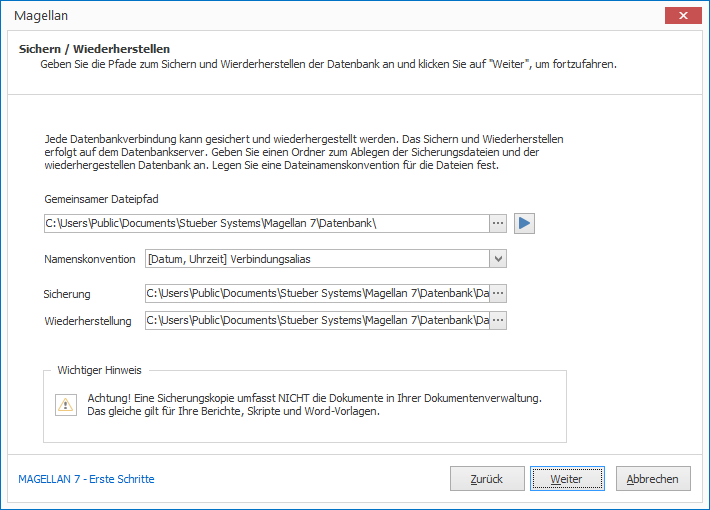 Magellan
Sichern / Wiederherstellen
Geben Sie die Pfade zum Sichern und Wierderherstellen der Datenbank an und klicken Sie auf "Weiter", um fortzufahren.
Jede Datenbankverbindung kann gesichert und wiederhergestellt werden. Das Sichern und Wiederherstellen
erfolgt auf dem Datenbankserver. Geben Sie einen Ordner zum Ablegen der Sicherungsdateien und der
wiederhergestellten Datenbank an. Legen Sie eine Dateinamenskonvention für die Dateien fest.
Gemeinsamer Dateipfad
C:\Users\Public\Documents\Stueber Systems\Magellan 7\Datenbank\ ...
Namenskonvention [Datum, Uhrzeit] Verbindungsalias
Sicherung C:\Users\Public\Documents\Stueber Systems\Magellan 7\Datenbank\Da ...
Wiederherstellung C:\Users\Public\Documents\Stueber Systems\Magellan 7\Datenbank\Da ...
Wichtiger Hinweis
Achtung! Eine Sicherungskopie umfasst NICHT die Dokumente in Ihrer Dokumentenverwaltung.
Das gleiche gilt für Ihre Berichte, Skripte und Word-Vorlagen.
MAGELLAN 7 - Erste Schritte Zurück Weiter Abbrechen